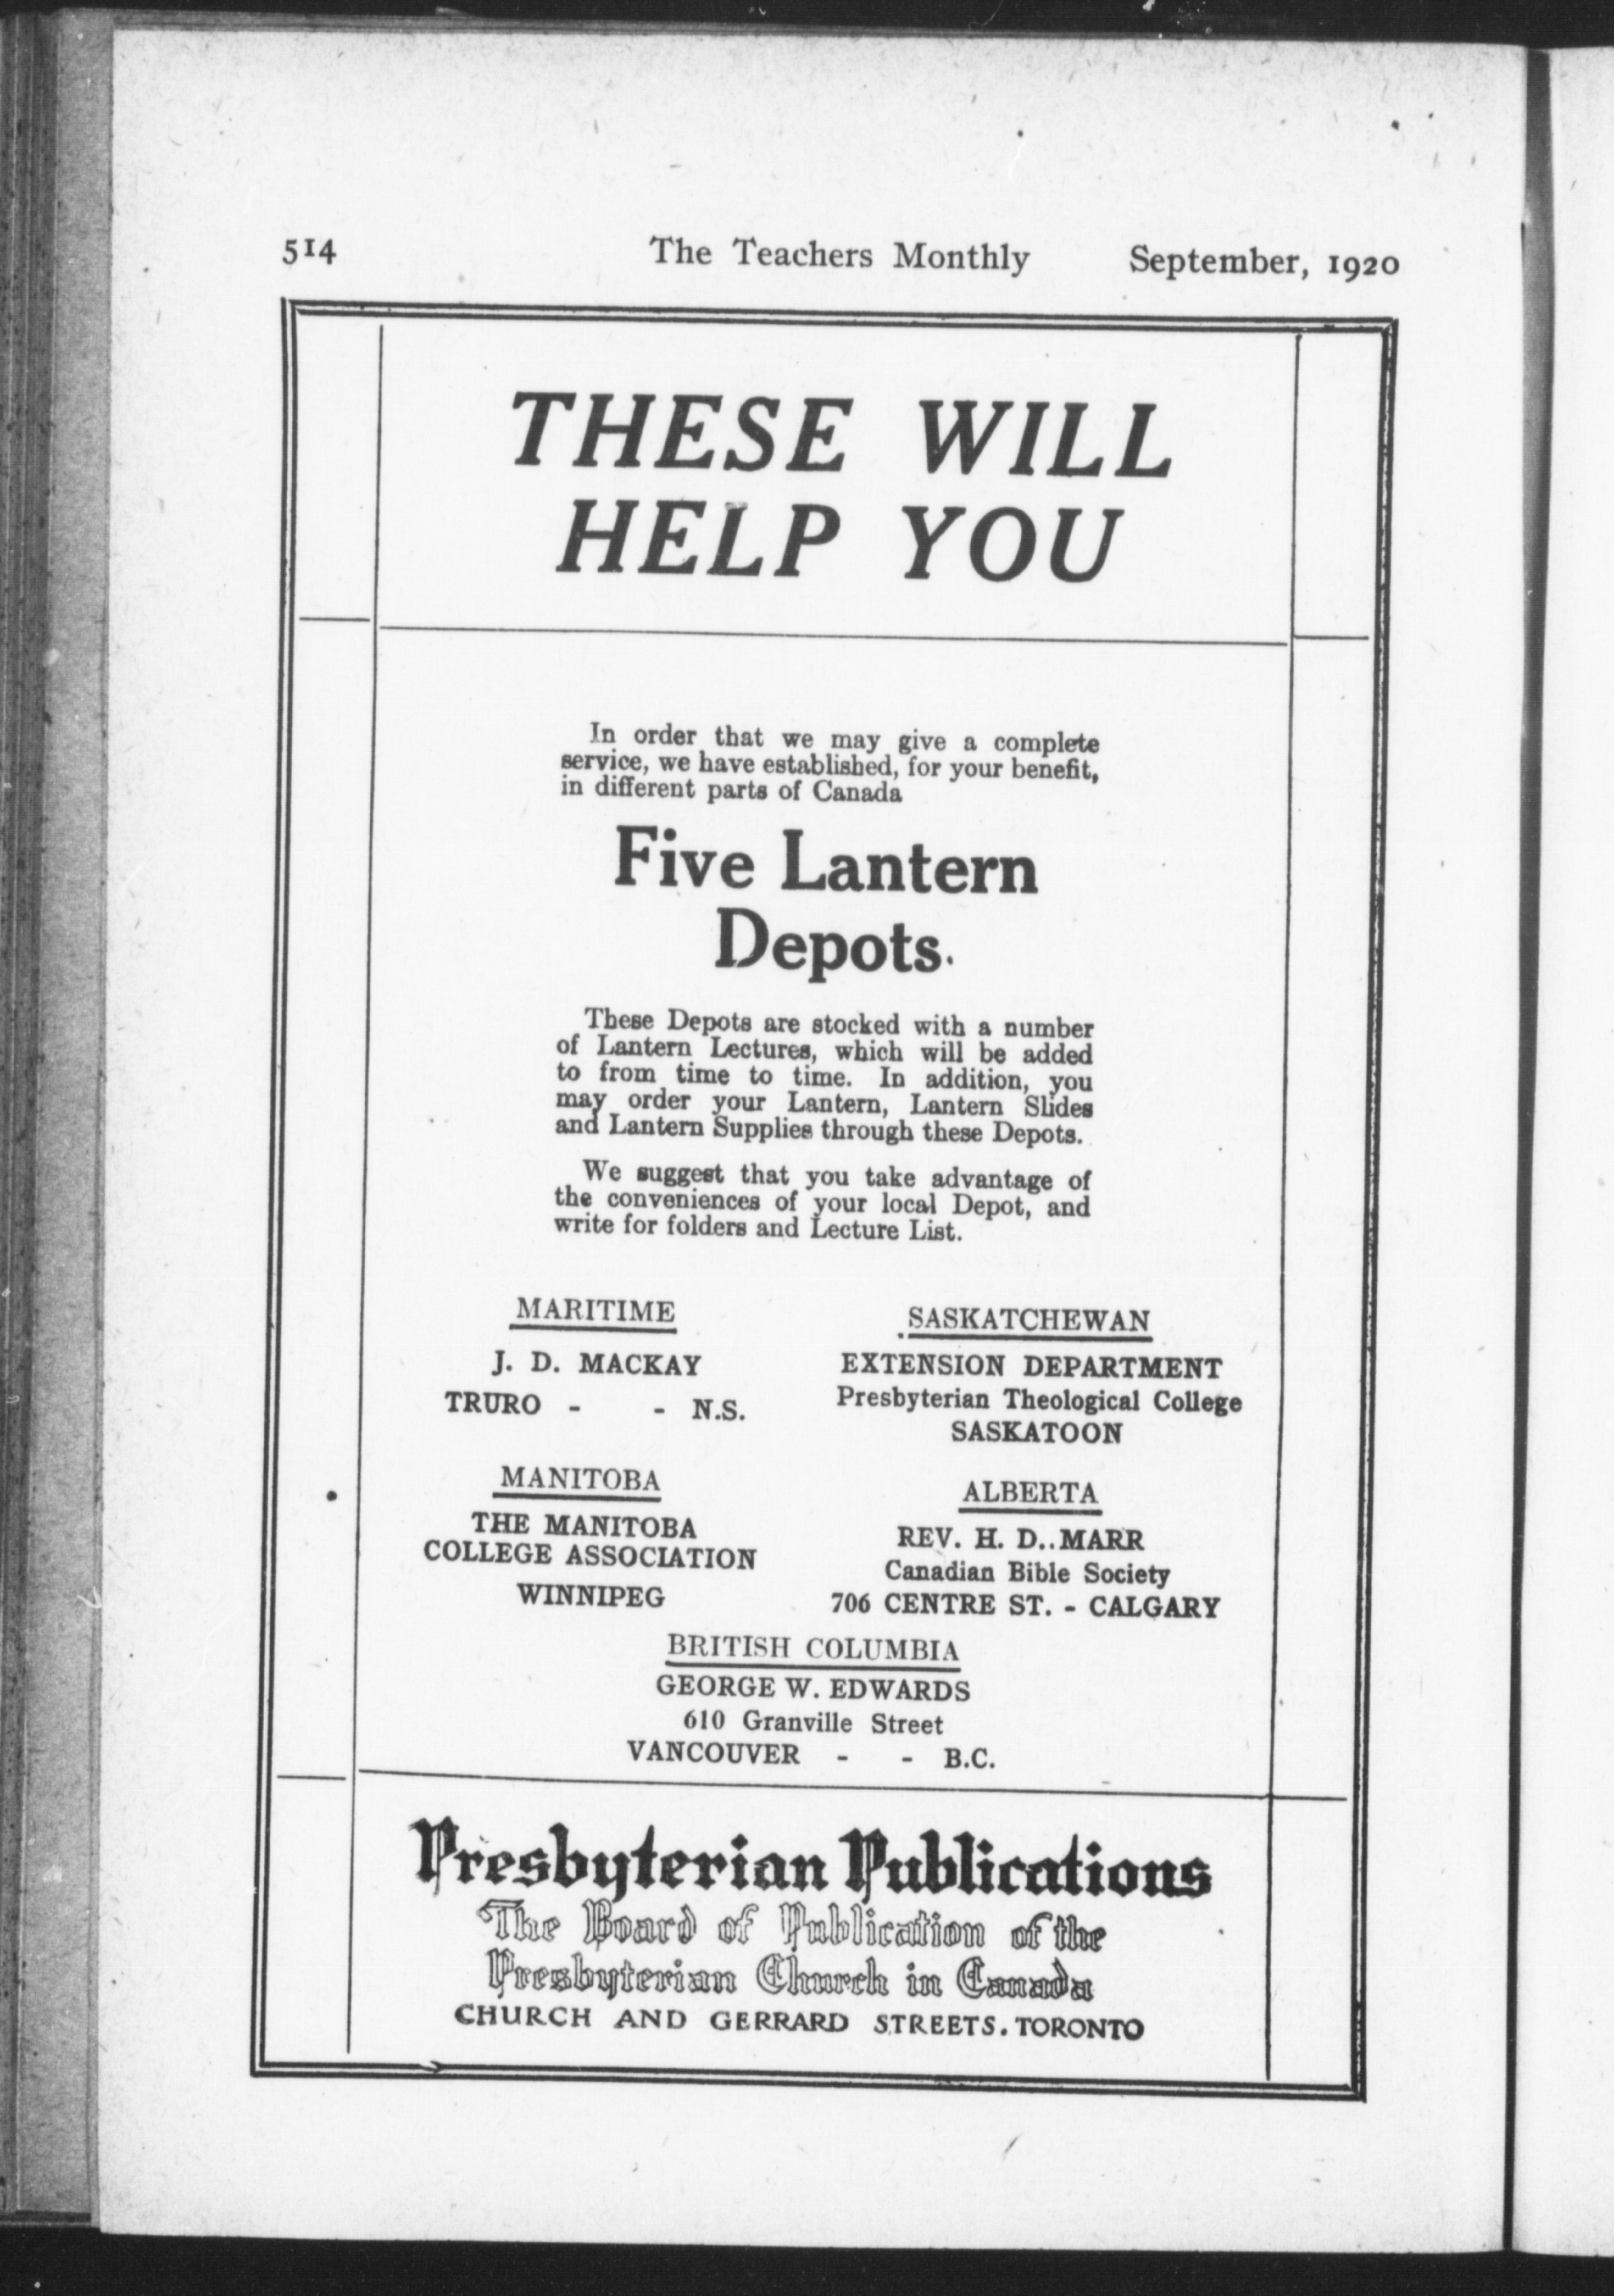 514 The Teachers Monthly September, 1920
THESE WILL
HELP YOU
In order that we may give a complete
service, we have established, for your benefit,
in different parts of Canada
Five Lantern
Depots.
These Depots are stocked with a number
of Lantern Lectures, which will be added
to from time to time. In addition, you
may order your Lantern, Lantern Slides
and Lantern Supplies through these Depots.
We suggest that you take advantage of
the conveniences of your local Depot, and
write for folders and Lecture List.
MARITIME
J. D. MACKAY
TRURO - - N.S.
SASKATCHEWAN
EXTENSION DEPARTMENT
Presbyterian Theological College
SASKATOON
MANITOBA
THE MANITOBA
COLLEGE ASSOCIATION
WINNIPEG
ALBERTA
REV. H. D..MARR
Canadian Bible Society
706 CENTRE ST. - CALGARY
BRITISH COLUMBIA
GEORGE W. EDWARDS
610 Granville Street
VANCOUVER - - B.C.
Presbyterian Publications
The Board of Publication of the
Presbyterian Church in Canada
CHURCH AND GERRARD STREETS. TORONTO